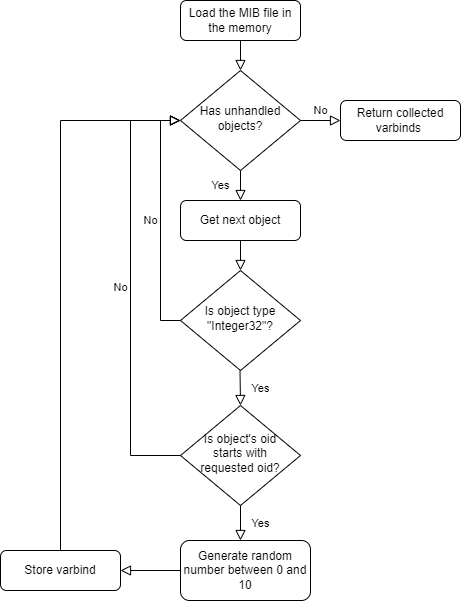 Load the MIB file in
the memory
Has unhandled
objects?
No
Return collected
varbinds
Yes
Get next object
No
No
Is object type
"Integer32"?
Yes
Is object's oid
starts with
requested oid?
Yes
Generate random
number between 0 and
10
Store varbind